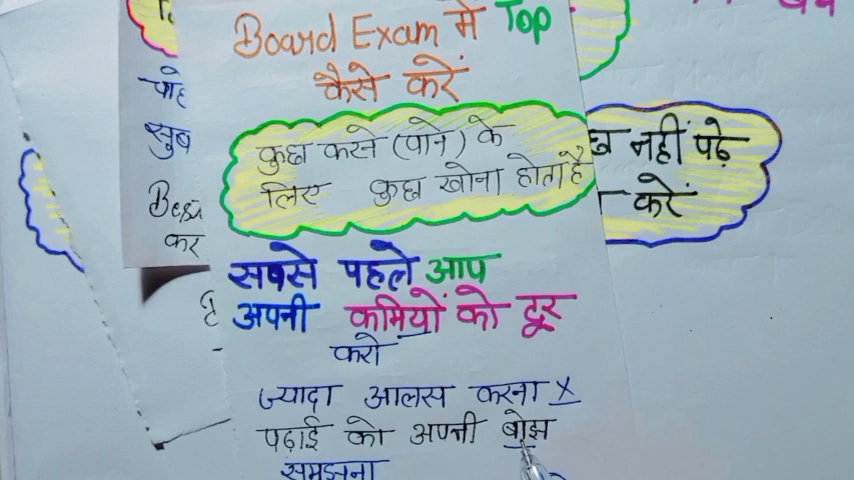 Board Exam में Top
कैसे करें
कुछ करने (पाने) के
लिए कुछ खोना होता है
सबसे पहले आप
अपनी कमियों को दूर
करो
ज्यादा आलस करना x
पढ़ाई को अपनी बोझ
समझना
नहीं पढ़े
करें